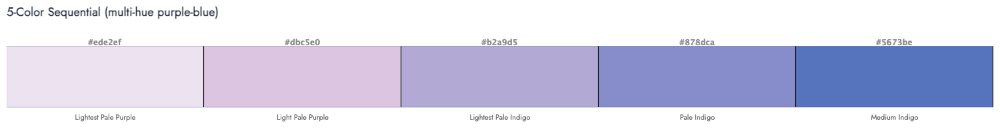 5-Color Sequential (multi-hue purple-blue)
#ede2ef #dbc5e0 #b2a9d5 #878dca #5673be
Lightest Pale Purple Light Pale Purple Lightest Pale Indigo Pale Indigo Medium Indigo